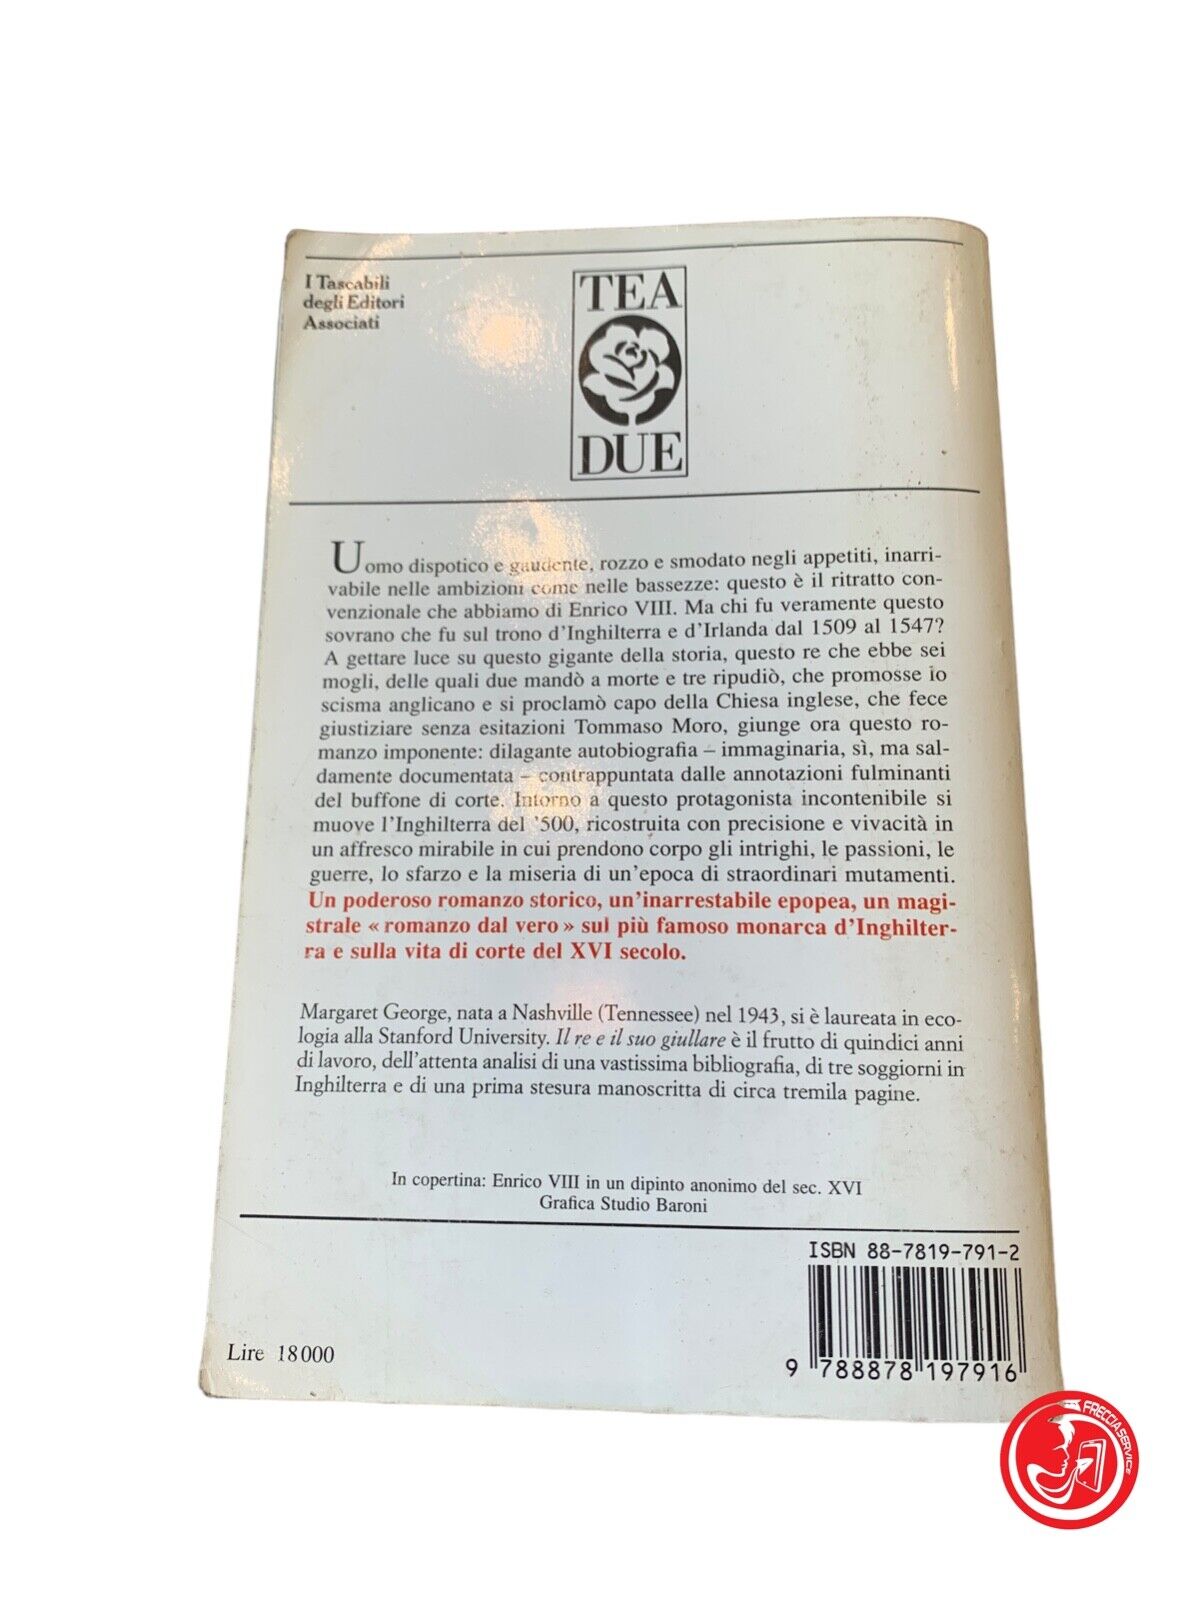 I Tascabili
degli Editori
Associati
TEA
DUE
Uomo dispotico e gaudente, rozzo e smodato negli appetiti, inarri-
vabile nelle ambizioni come nelle bassezze: questo è il ritratto con-
venzionale che abbiamo di Enrico VIII. Ma chi fu veramente questo
sovrano che fu sul trono d'Inghilterra e d'Irlanda dal 1509 al 1547?
A gettare luce su questo gigante della storia, questo re che ebbe sei
mogli, delle quali due mandò a morte e tre ripudiò, che promosse lo
scisma anglicano e si proclamò capo della Chiesa inglese, che fece
giustiziare senza esitazioni Tommaso Moro, giunge ora questo ro-
manzo imponente: dilagante autobiografia – immaginaria, sì, ma sal-
damente documentata – contrappuntata dalle annotazioni fulminanti
del buffone di corte. Intorno a questo protagonista incontenibile si
muove l'Inghilterra del '500, ricostruita con precisione e vivacità in
un affresco mirabile in cui prendono corpo gli intrighi, le passioni, le
guerre, lo sfarzo e la miseria di un'epoca di straordinari mutamenti.
Un poderoso romanzo storico, un'inarrestabile epopea, un magi-
strale « romanzo dal vero » sul più famoso monarca d'Inghilter-
ra e sulla vita di corte del XVI secolo.
Margaret George, nata a Nashville (Tennessee) nel 1943, si è laureata in eco-
logia alla Stanford University. Il re e il suo giullare è il frutto di quindici anni
di lavoro, dell'attenta analisi di una vastissima bibliografia, di tre soggiorni in
Inghilterra e di una prima stesura manoscritta di circa tremila pagine.
In copertina: Enrico VIII in un dipinto anonimo del sec. XVI
Grafica Studio Baroni
ISBN 88-7819-791-2
9 788878 197916
Lire 18 000
FRECCIA SERVICE